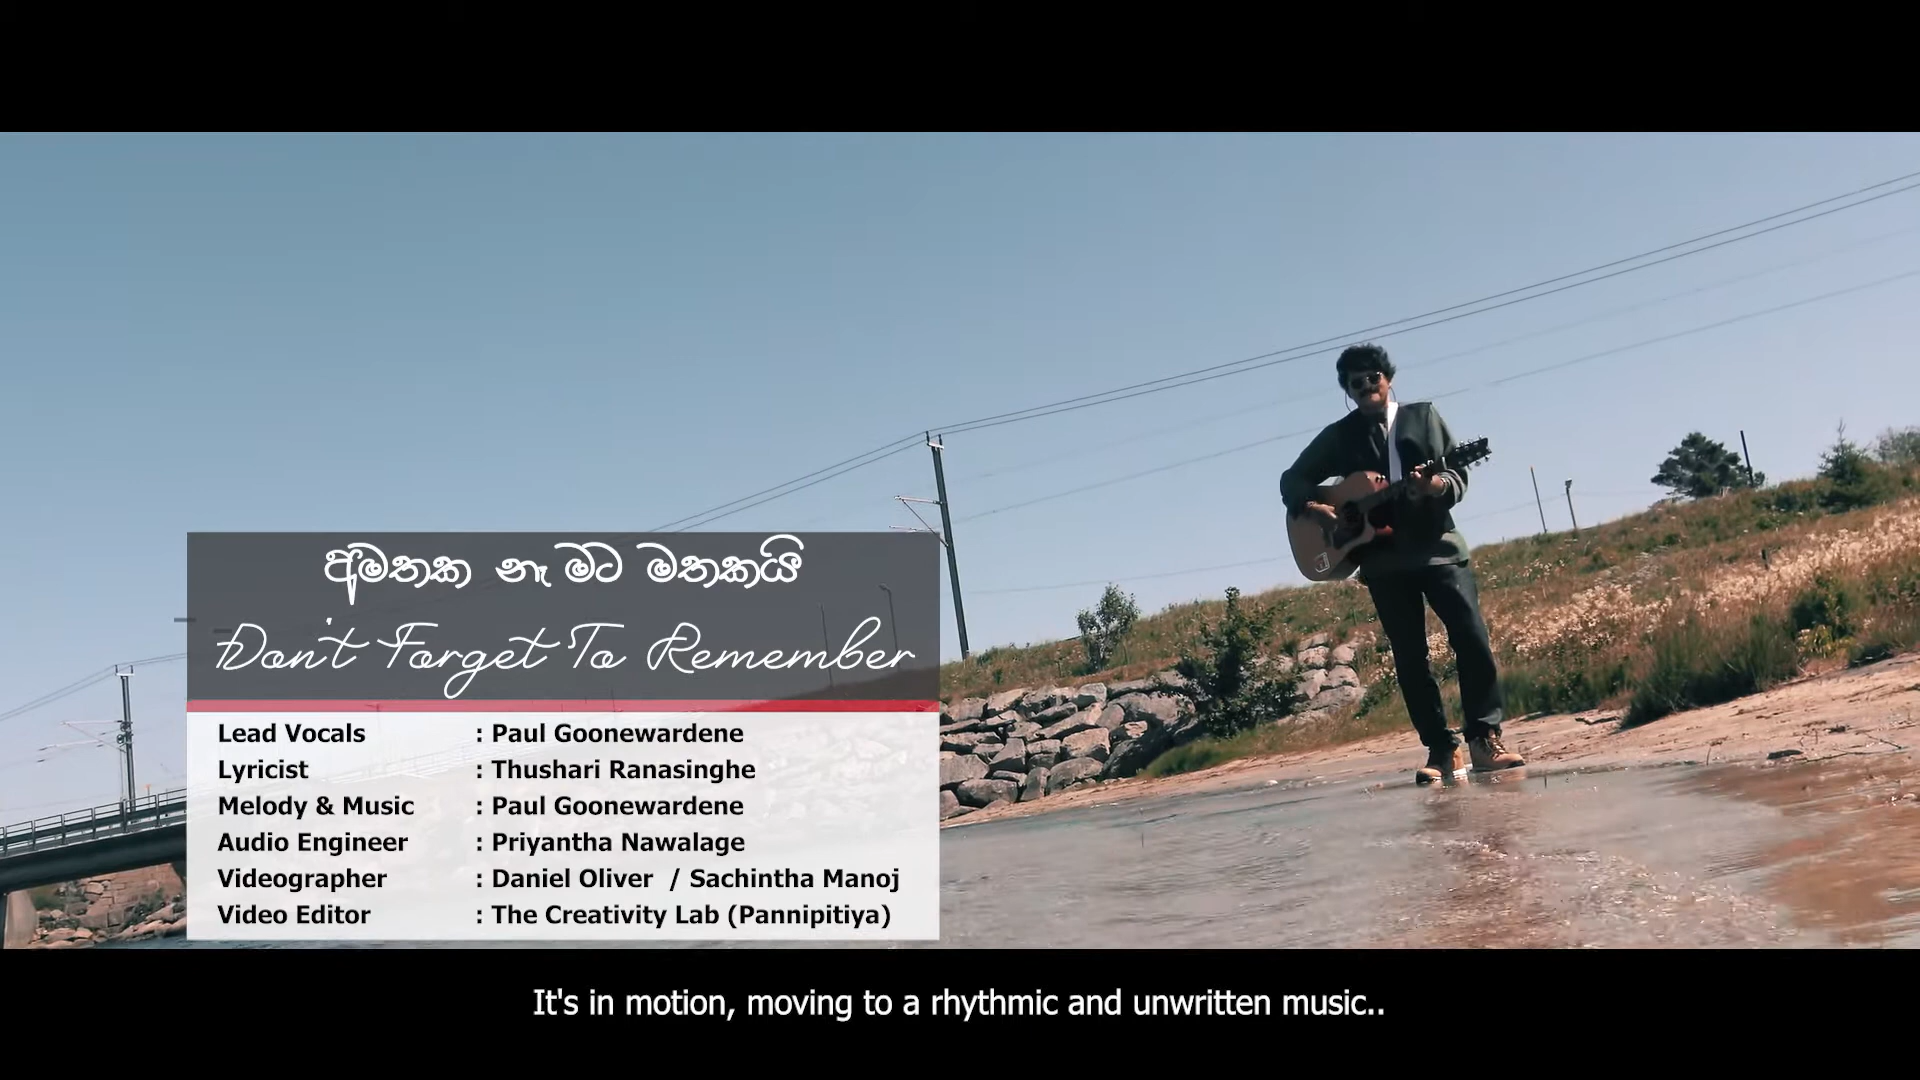 අමතක නෑ මට මතකයි
Don't Forget To Remember
Lead Vocals : Paul Goonewardene
Lyricist : Thushari Ranasinghe
Melody & Music : Paul Goonewardene
Audio Engineer : Priyantha Nawalage
Videographer : Daniel Oliver / Sachintha Manoj
Video Editor : The Creativity Lab (Pannipitiya)
It's in motion, moving to a rhythmic and unwritten music..